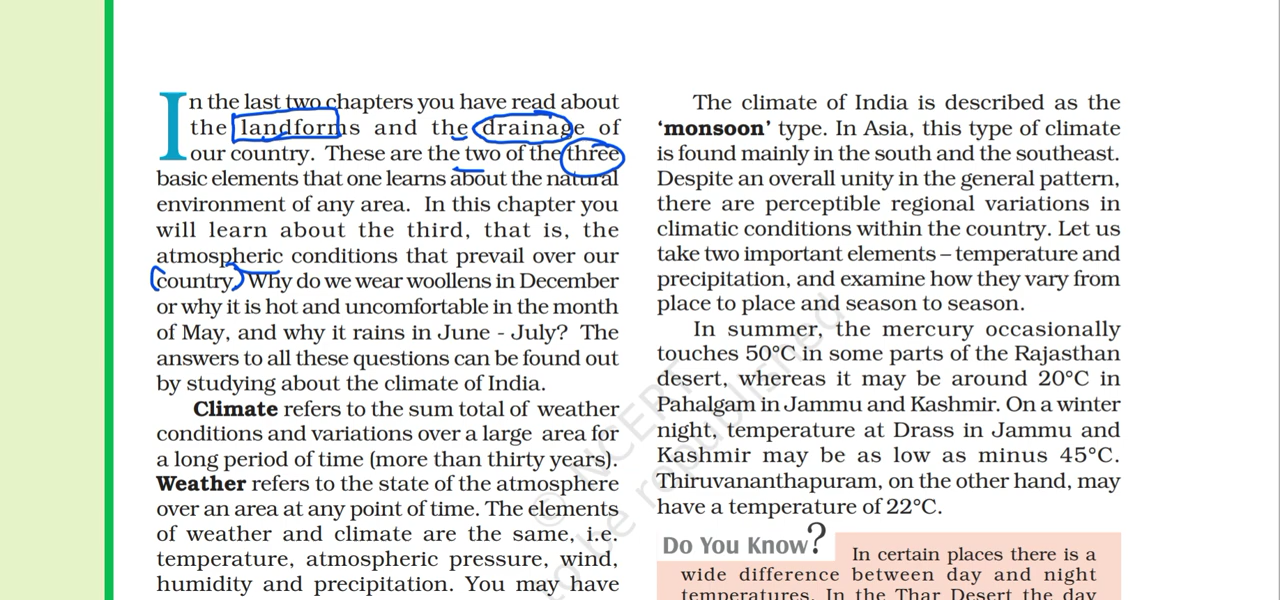 In the last two chapters you have read about
the landforms and the drainage of
our country. These are the two of the three
basic elements that one learns about the natural
environment of any area. In this chapter you
will learn about the third, that is, the
atmospheric conditions that prevail over our
country. Why do we wear woollens in December
or why it is hot and uncomfortable in the month
of May, and why it rains in June - July? The
answers to all these questions can be found out
by studying about the climate of India.
Climate refers to the sum total of weather
conditions and variations over a large area for
a long period of time (more than thirty years).
Weather refers to the state of the atmosphere
over an area at any point of time. The elements
of weather and climate are the same, i.e.
temperature, atmospheric pressure, wind,
humidity and precipitation. You may have
The climate of India is described as the
‘monsoon’ type. In Asia, this type of climate
is found mainly in the south and the southeast.
Despite an overall unity in the general pattern,
there are perceptible regional variations in
climatic conditions within the country. Let us
take two important elements – temperature and
precipitation, and examine how they vary from
place to place and season to season.
In summer, the mercury occasionally
touches 50°C in some parts of the Rajasthan
desert, whereas it may be around 20°C in
Pahalgam in Jammu and Kashmir. On a winter
night, temperature at Drass in Jammu and
Kashmir may be as low as minus 45°C.
Thiruvananthapuram, on the other hand, may
have a temperature of 22°C.
Do You Know?
In certain places there is a
wide difference between day and night
temperatures. In the Thar Desert the day
© NCERT
to be republished